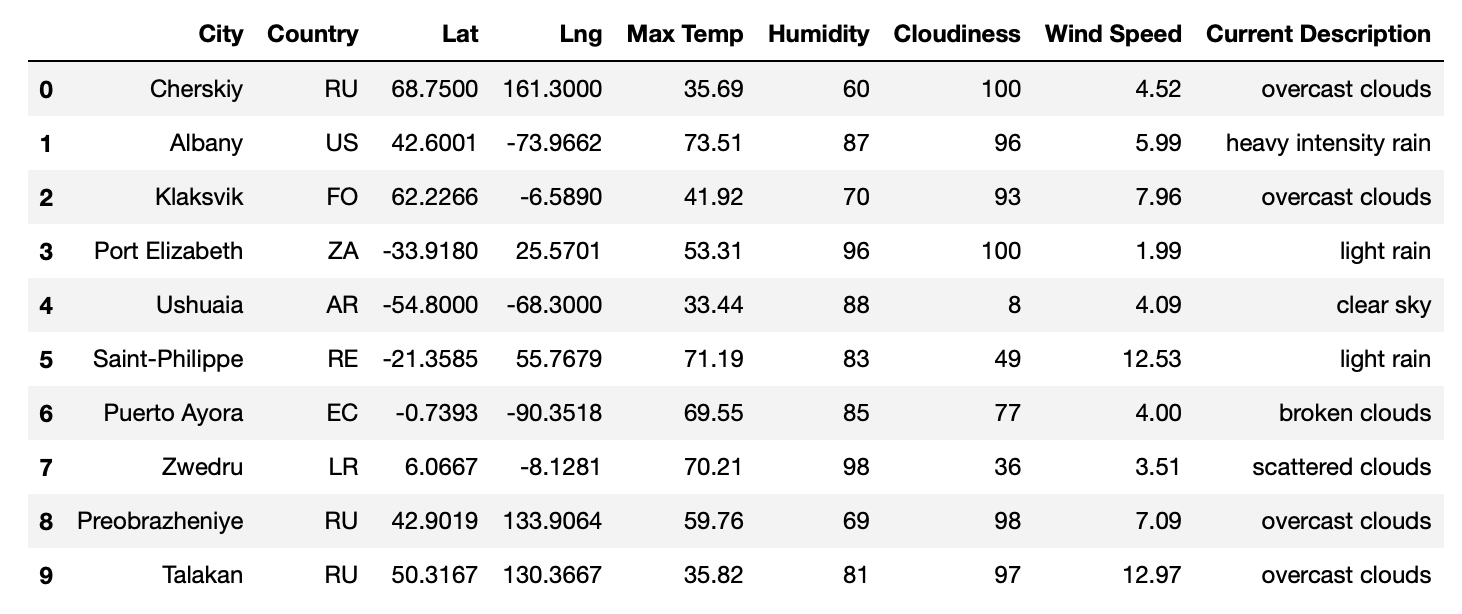 City Country Lat Lng Max Temp Humidity Cloudiness Wind Speed Current Description
0 Cherskiy RU 68.7500 161.3000 35.69 60 100 4.52 overcast clouds
1 Albany US 42.6001 -73.9662 73.51 87 96 5.99 heavy intensity rain
2 Klaksvik FO 62.2266 -6.5890 41.92 70 93 7.96 overcast clouds
3 Port Elizabeth ZA -33.9180 25.5701 53.31 96 100 1.99 light rain
4 Ushuaia AR -54.8000 -68.3000 33.44 88 8 4.09 clear sky
5 Saint-Philippe RE -21.3585 55.7679 71.19 83 49 12.53 light rain
6 Puerto Ayora EC -0.7393 -90.3518 69.55 85 77 4.00 broken clouds
7 Zwedru LR 6.0667 -8.1281 70.21 98 36 3.51 scattered clouds
8 Preobrazheniye RU 42.9019 133.9064 59.76 69 98 7.09 overcast clouds
9 Talakan RU 50.3167 130.3667 35.82 81 97 12.97 overcast clouds